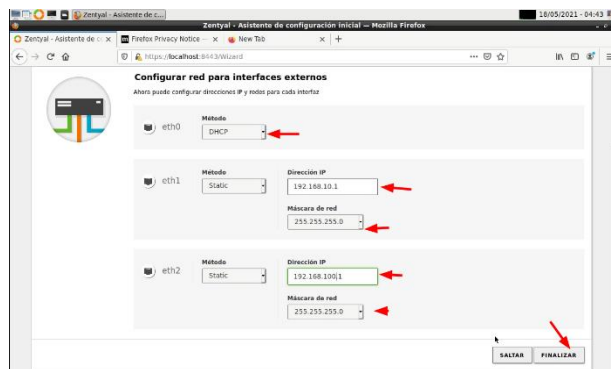 Zentyal - Asistente de c...
18/05/2021 - 04:43
Zentyal - Asistente de configuración inicial — Mozilla Firefox
Zentyal - Asistente de
Firefox Privacy Notice —
New Tab
https://localhost:8443/Wizard
Configurar red para interfaces externos
Ahora puede configurar direcciones IP y redes para cada interfaz
eth0
Método
DHCP
eth1
Método
Static
Dirección IP
192.168.10.1
Máscara de red
255.255.255.0
eth2
Método
Static
Dirección IP
192.168.100.1
Máscara de red
255.255.255.0
SALTAR
FINALIZAR